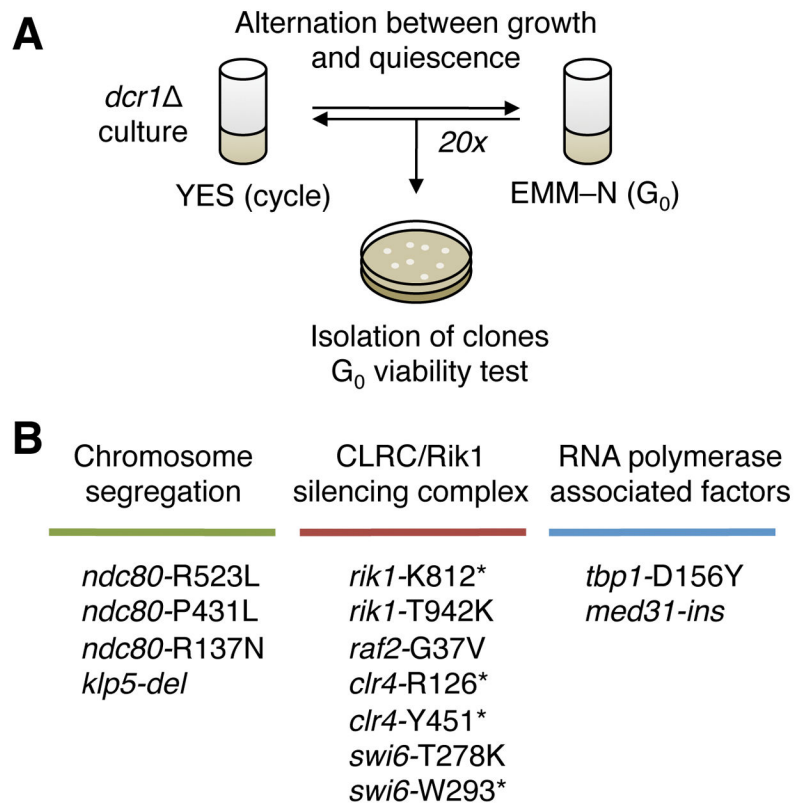 A
Alternation between growth
and quiescence
dcr1Δ
culture
20x
YES (cycle)
EMM–N (G₀)
Isolation of clones
G₀ viability test
B
Chromosome
segregation
ndc80-R523L
ndc80-P431L
ndc80-R137N
klp5-del
CLRC/Rik1
silencing complex
rik1-K812*
rik1-T942K
raf2-G37V
clr4-R126*
clr4-Y451*
swi6-T278K
swi6-W293*
RNA polymerase
associated factors
tbp1-D156Y
med31-ins